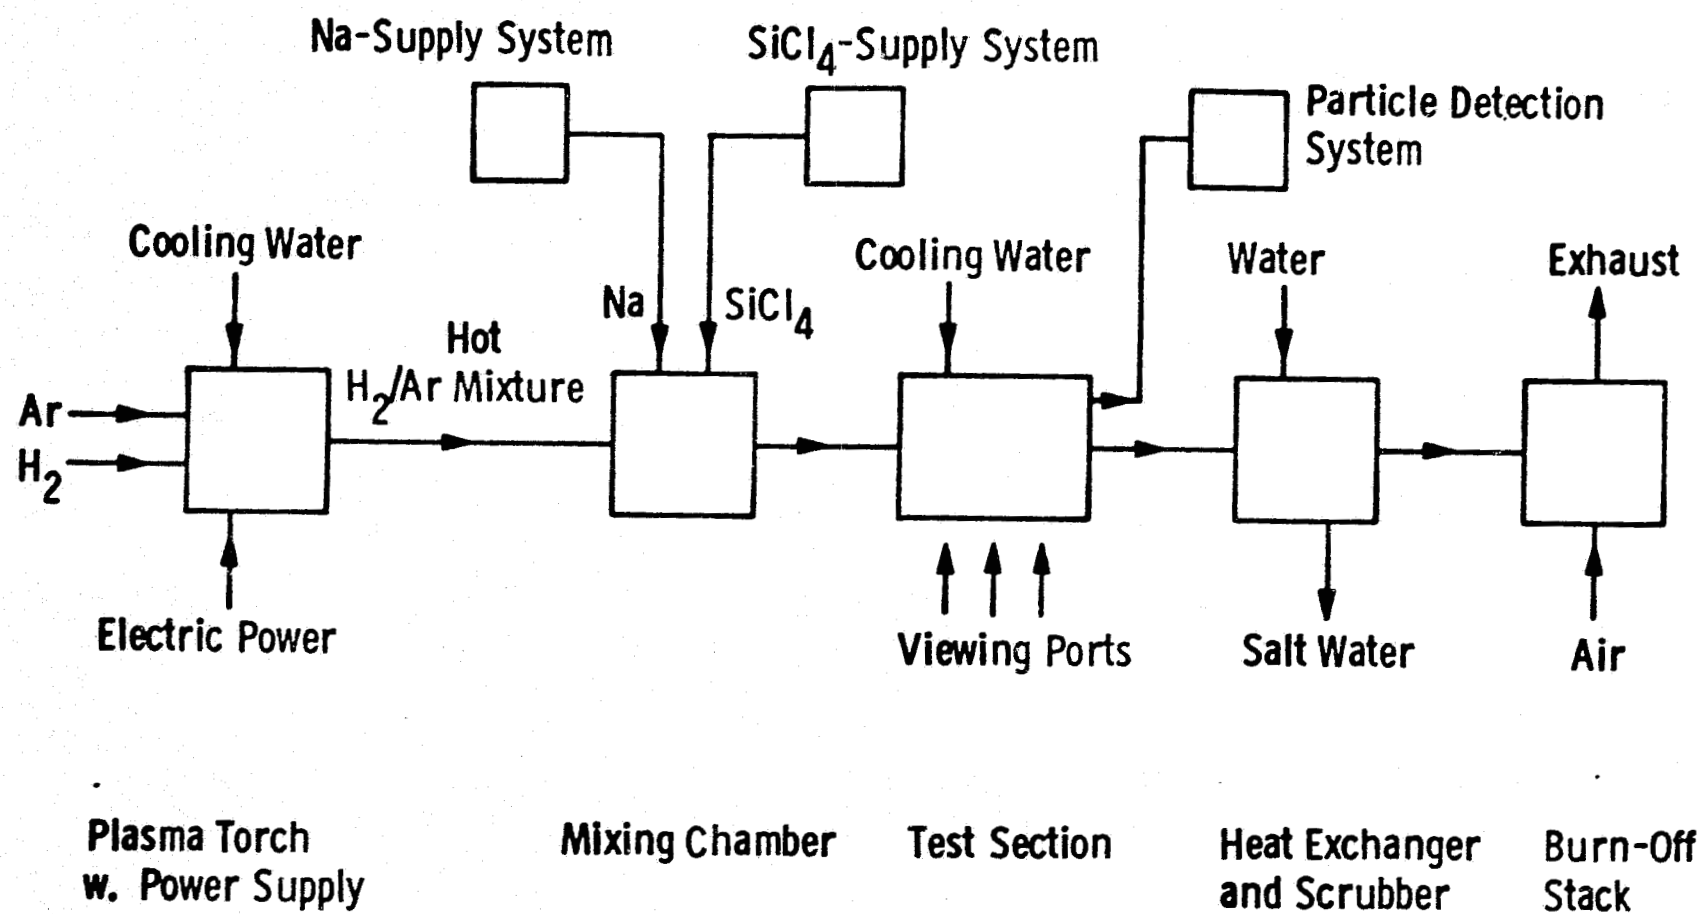 Na-Supply System
SiCl4-Supply System
Particle Detection
System
Cooling Water
Cooling Water
Water
Exhaust
Na
SiCl4
Hot
H2/Ar Mixture
Ar
H2
Electric Power
Viewing Ports
Salt Water
Air
Plasma Torch
w. Power Supply
Mixing Chamber
Test Section
Heat Exchanger
and Scrubber
Burn-Off
Stack